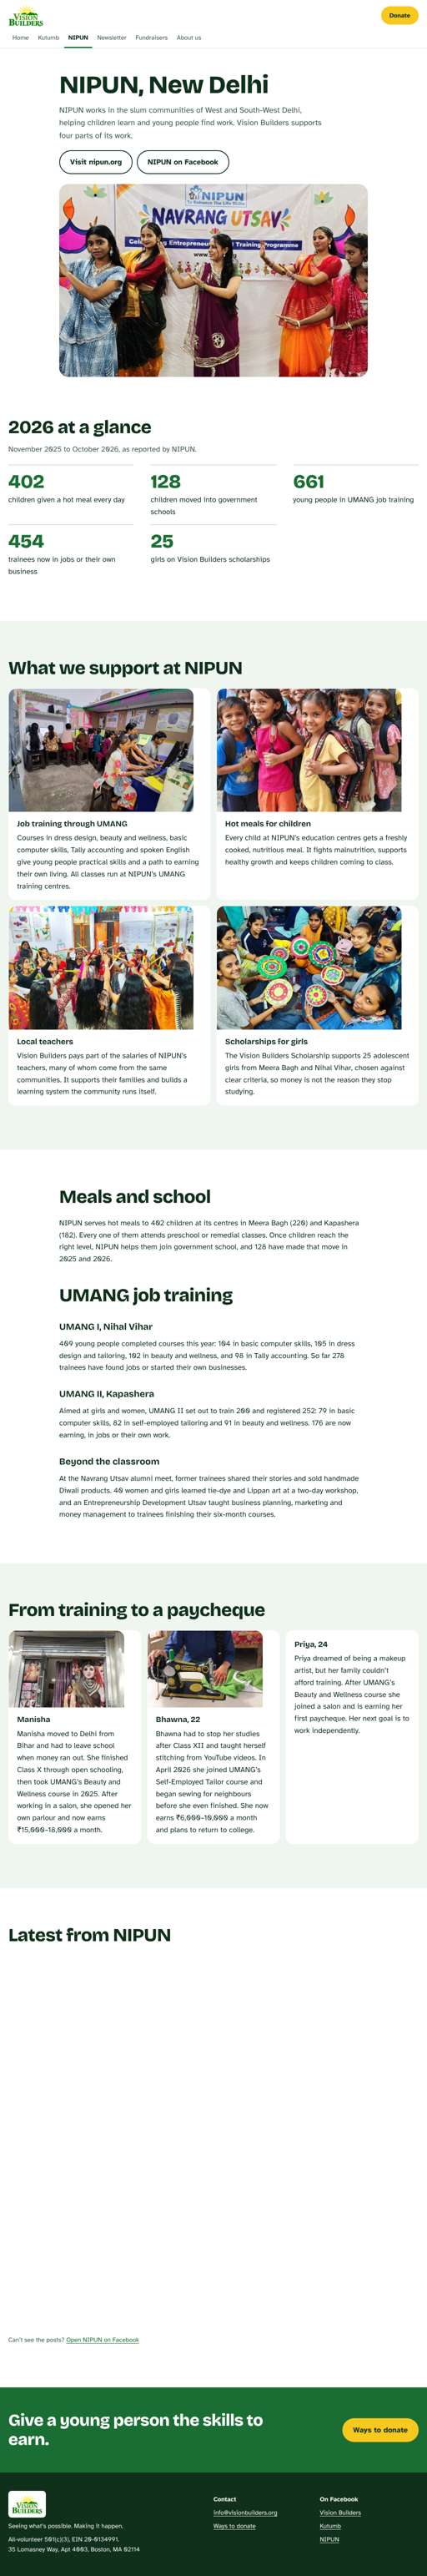 VISION
BUILDERS
Donate
Home Kutumb NIPUN Newsletter Fundraisers About us
NIPUN, New Delhi
NIPUN works in the slum communities of West and South-West Delhi,
helping children learn and young people find work. Vision Builders supports
four parts of its work.
Visit nipun.org NIPUN on Facebook
NIPUN
NAVRANG UTSAV
2026 at a glance
November 2025 to October 2026, as reported by NIPUN.
402
children given a hot meal every day
128
children moved into government
schools
661
young people in UMANG job training
454
trainees now in jobs or their own
business
25
girls on Vision Builders scholarships
What we support at NIPUN
Job training through UMANG
Courses in dress design, beauty and wellness, basic
computer skills, Tally accounting and spoken English
give young people practical skills and a path to earning
their own living. All classes run at NIPUN's UMANG
training centres.
Hot meals for children
Every child at NIPUN's education centres gets a freshly
cooked, nutritious meal. It fights malnutrition, supports
healthy growth and keeps children coming to class.
Local teachers
Vision Builders pays part of the salaries of NIPUN's
teachers, many of whom come from the same
communities. It supports their families and builds a
learning system the community runs itself.
Scholarships for girls
The Vision Builders Scholarship supports 25 adolescent
girls from Meera Bagh and Nihal Vihar, chosen against
clear criteria, so money is not the reason they stop
studying.
Meals and school
NIPUN serves hot meals to 402 children at its centres in Meera Bagh (220) and Kapashera
(182). Every one of them attends preschool or remedial classes. Once children reach the
right level, NIPUN helps them join government school, and 128 have made that move in
2025 and 2026.
UMANG job training
UMANG I, Nihal Vihar
409 young people completed courses this year: 104 in basic computer skills, 105 in dress
design and tailoring, 102 in beauty and wellness, and 98 in Tally accounting. So far 278
trainees have found jobs or started their own businesses.
UMANG II, Kapashera
Aimed at girls and women, UMANG II set out to train 200 and registered 252: 79 in basic
computer skills, 82 in self-employed tailoring and 91 in beauty and wellness. 176 are now
earning, in jobs or their own work.
Beyond the classroom
At the Navrang Utsav alumni meet, former trainees shared their stories and sold handmade
Diwali products. 40 women and girls learned tie-dye and Lippan art at a two-day workshop,
and an Entrepreneurship Development Utsav taught business planning, marketing and
money management to trainees finishing their six-month courses.
From training to a paycheque
Manisha
Manisha moved to Delhi from
Bihar and had to leave school
when money ran out. She finished
Class X through open schooling,
then took UMANG's Beauty and
Wellness course in 2025. After
working in a salon, she opened her
own parlour and now earns
₹15,000–18,000 a month.
Bhawna, 22
Bhawna had to stop her studies
after Class XII and taught herself
stitching from YouTube videos. In
April 2026 she joined UMANG's
Self-Employed Tailor course and
began sewing for neighbours
before she even finished. She now
earns ₹6,000–10,000 a month
and plans to return to college.
Priya, 24
Priya dreamed of being a makeup
artist, but her family couldn't
afford training. After UMANG's
Beauty and Wellness course she
joined a salon and is earning her
first paycheque. Her next goal is to
work independently.
Latest from NIPUN
Can't see the posts? Open NIPUN on Facebook
Give a young person the skills to
earn.
Ways to donate
VISION
BUILDERS
Seeing what's possible. Making it happen.
All-volunteer 501(c)(3), EIN 20-0134991.
35 Lomasney Way, Apt 4003, Boston, MA 02114
Contact
info@visionbuilders.org
Ways to donate
On Facebook
Vision Builders
Kutumb
NIPUN